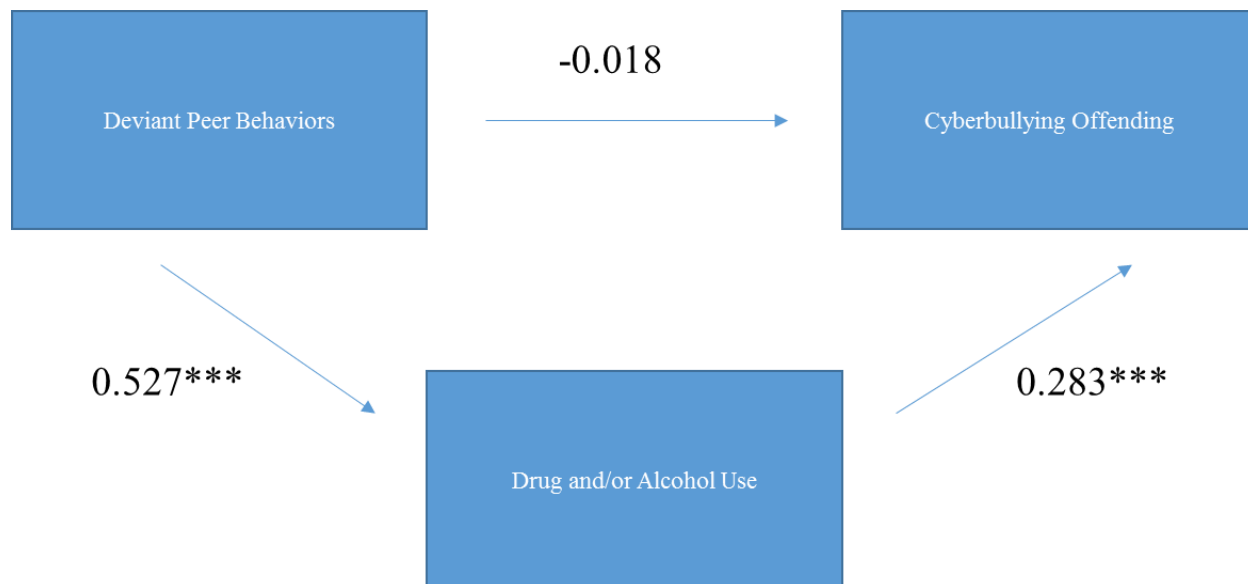 -0.018
Deviant Peer Behaviors
Cyberbullying Offending
0.527***
0.283***
Drug and/or Alcohol Use